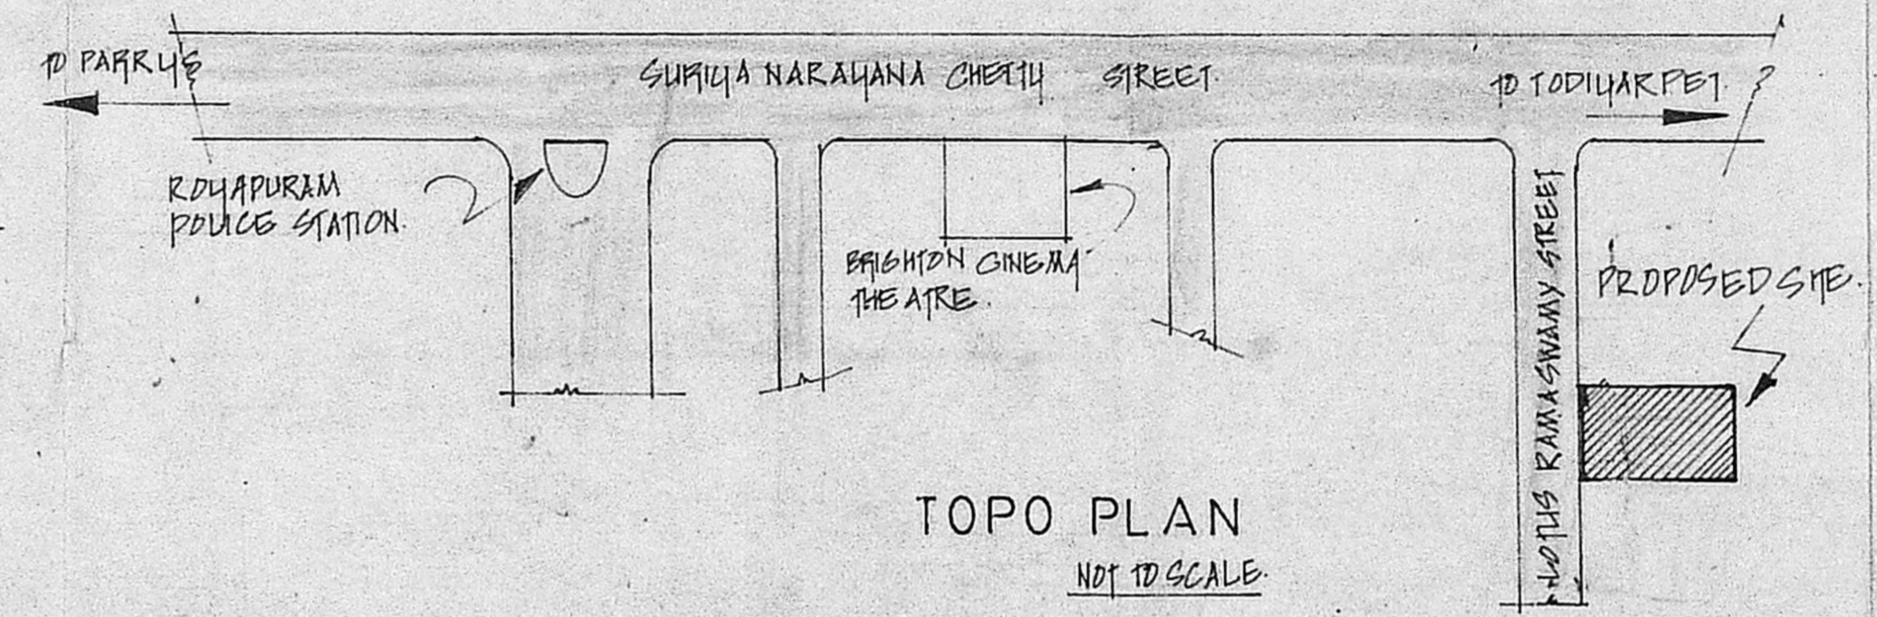 TO PARRY'S
SURIYA NARAYANA CHETTY STREET.
TO TODIYARPET.
ROYAPURAM
POLICE STATION.
BRIGHTON CINEMA
THEATRE.
LOTUS RAMASWAMY STREET
PROPOSED SITE.
TOPO PLAN
NOT TO SCALE.